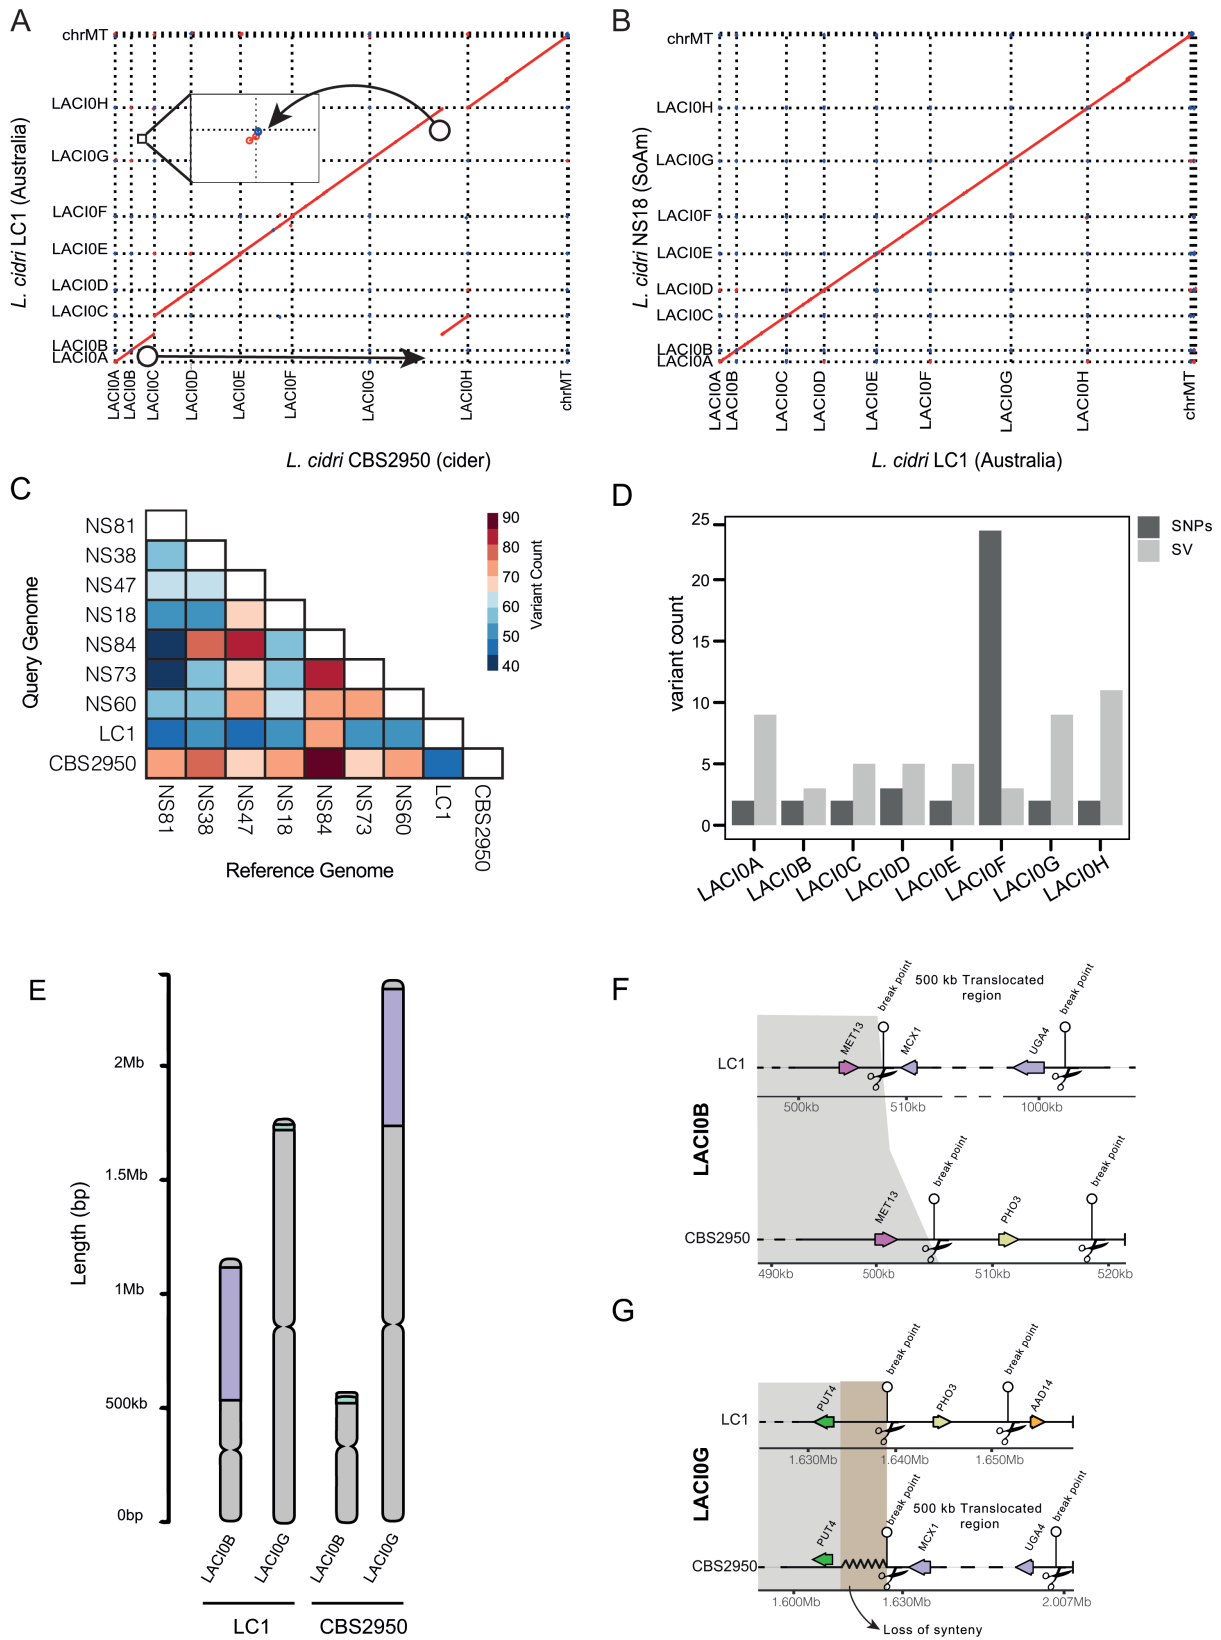 A
chrMT
LACI0H
LACI0G
LACI0F
LACI0E
LACI0D
LACI0C
LACI0B
LACI0A
L. cidri LC1 (Australia)
LACI0A
LACI0B
LACI0C
LACI0D
LACI0E
LACI0F
LACI0G
LACI0H
chrMT
L. cidri CBS2950 (cider)
B
chrMT
LACI0H
LACI0G
LACI0F
LACI0E
LACI0D
LACI0C
LACI0B
LACI0A
L. cidri NS18 (SoAm)
LACI0A
LACI0B
LACI0C
LACI0D
LACI0E
LACI0F
LACI0G
LACI0H
chrMT
L. cidri LC1 (Australia)
C
Query Genome
NS81
NS38
NS47
NS18
NS84
NS73
NS60
LC1
CBS2950
NS81
NS38
NS47
NS18
NS84
NS73
NS60
LC1
CBS2950
Reference Genome
90
80
70
60
50
40
Variant Count
D
variant count
25
20
15
10
5
0
SNPs
SV
LACI0A
LACI0B
LACI0C
LACI0D
LACI0E
LACI0F
LACI0G
LACI0H
E
Length (bp)
2Mb
1.5Mb
1Mb
500kb
0bp
LACI0B
LACI0G
LACI0B
LACI0G
LC1
CBS2950
F
LACI0B
500 kb Translocated
region
LC1
MET13
break point
MCX1
UGA4
break point
500kb
510kb
1000kb
CBS2950
MET13
break point
PHO3
break point
490kb
500kb
510kb
520kb
G
LACI0G
LC1
PUT4
break point
PHO3
break point
AAD14
1.630Mb
1.640Mb
1.650Mb
500 kb Translocated
region
CBS2950
PUT4
break point
MCX1
UGA4
break point
1.600Mb
1.630Mb
2.007Mb
Loss of synteny